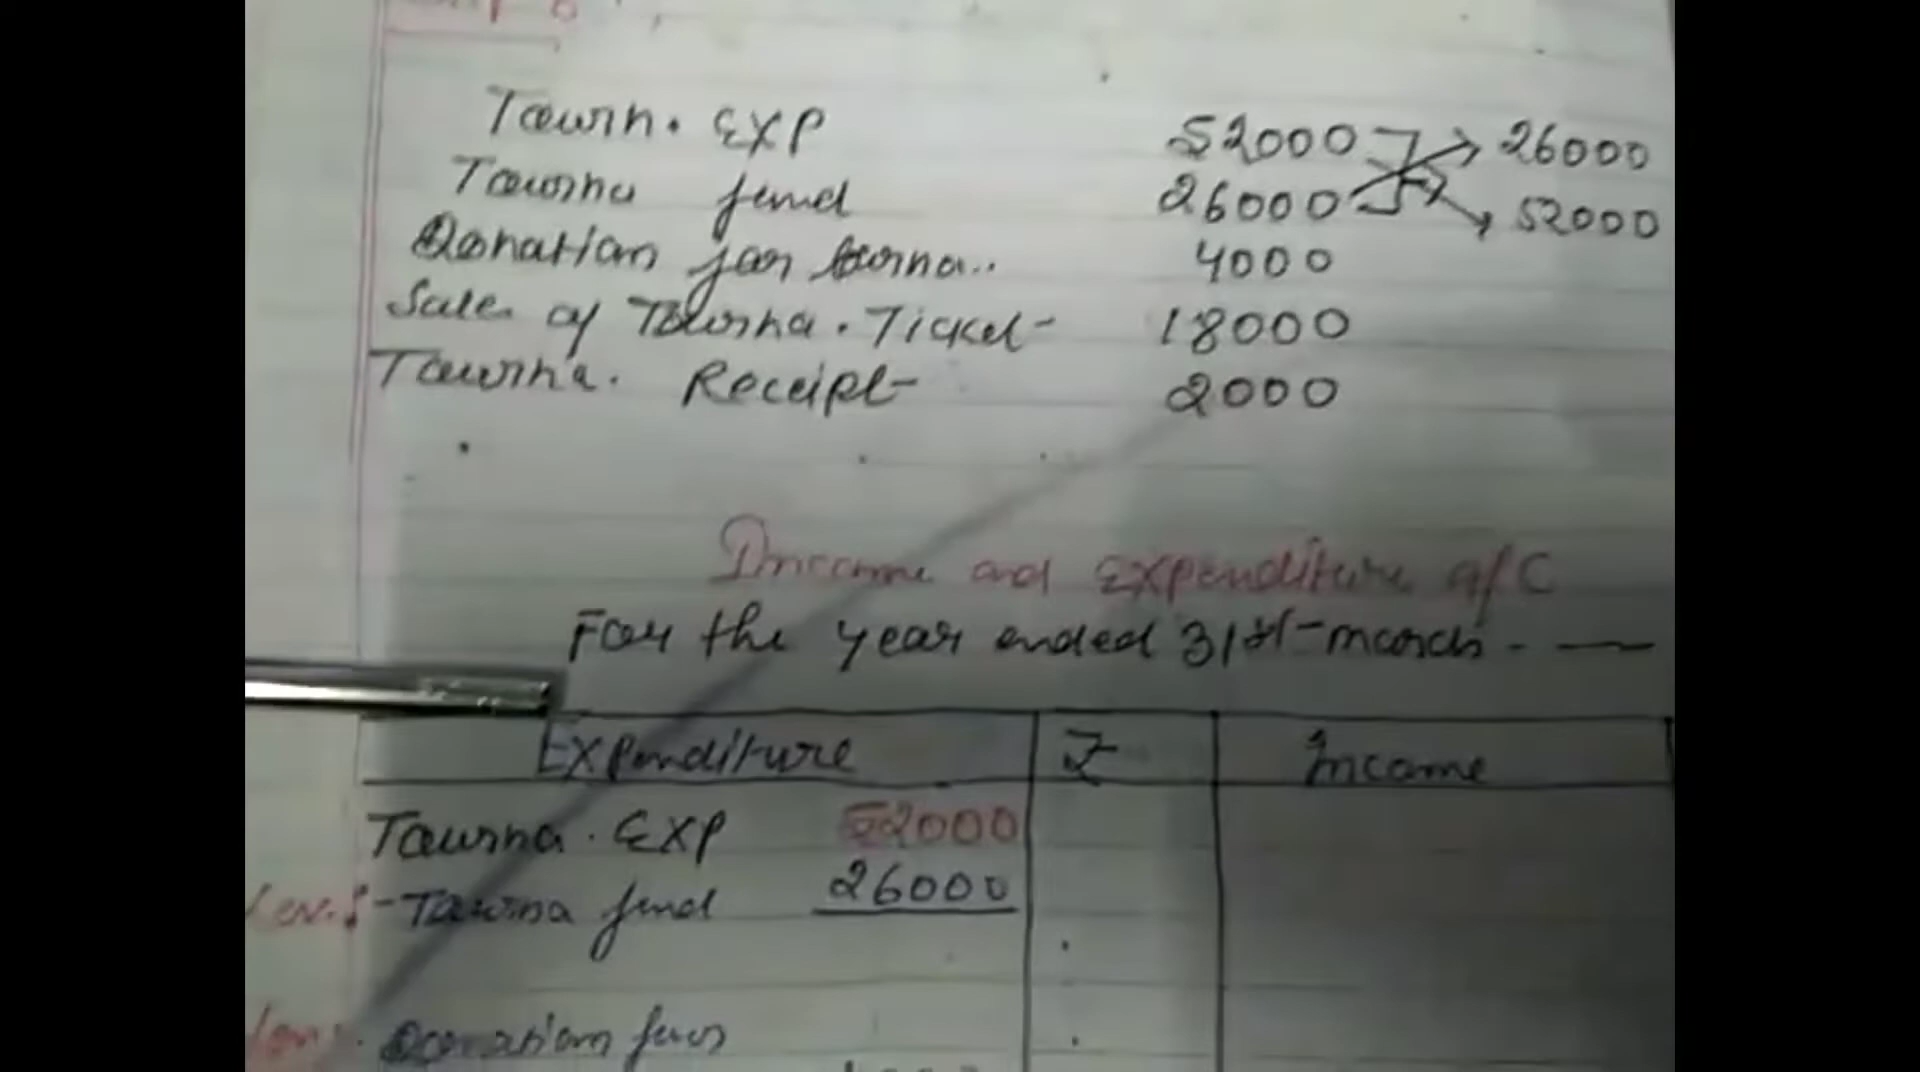 Tourn. EXP 52000 26000
Tourna fund 26000 52000
Donation for tourna.. 4000
Sale of Tourna. Ticket- 18000
Tourna. Receipt- 2000
Income and Expenditure a/c
For the year ended 31st-march - —
Expenditure ₹ Income
Tourna. EXP 52000
Less:- Tourna fund 26000
Less:- Donation for